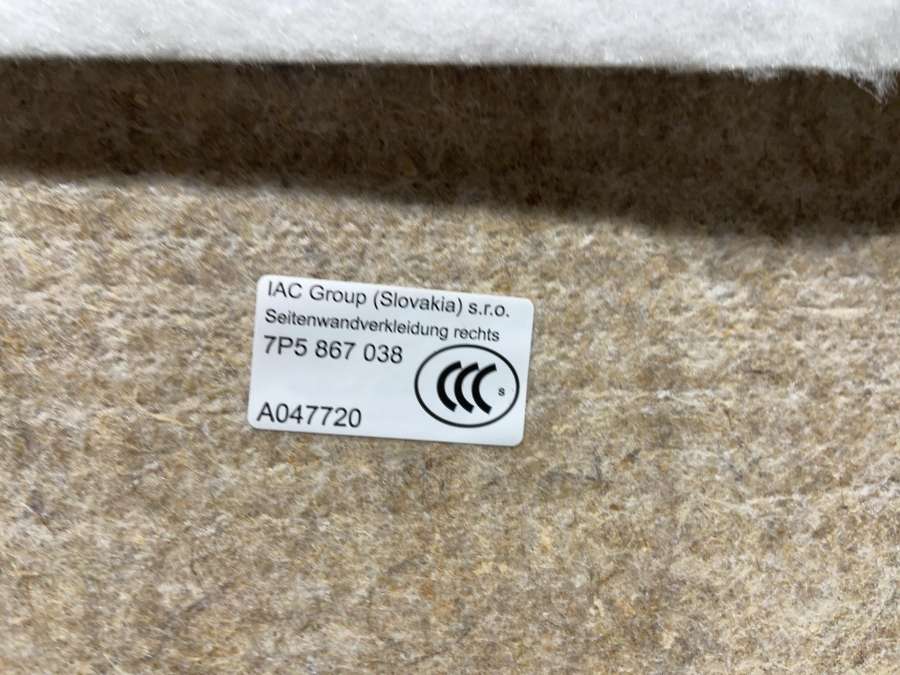 IAC Group (Slovakia) s.r.o.
Seitenwandverkleidung rechts
7P5 867 038
CCC S
A047720